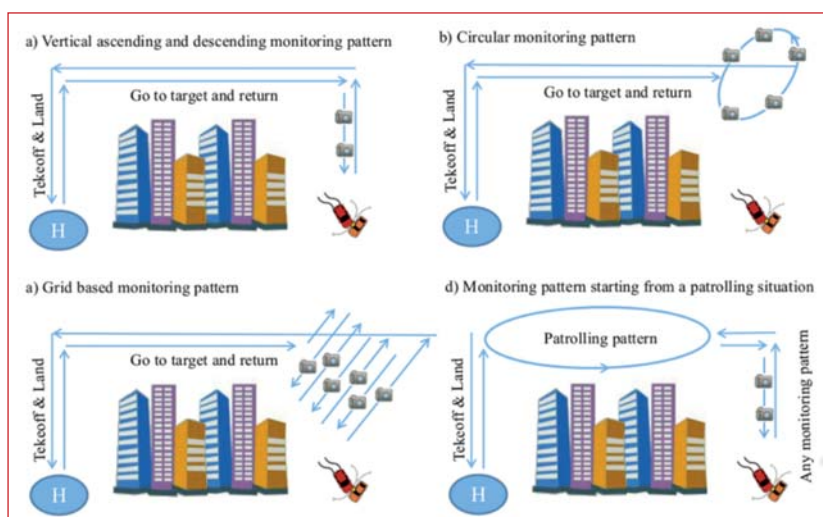 a) Vertical ascending and descending monitoring pattern
Go to target and return
Tekeoff & Land
H
b) Circular monitoring pattern
Go to target and return
Tekeoff & Land
H
a) Grid based monitoring pattern
Go to target and return
Tekeoff & Land
H
d) Monitoring pattern starting from a patrolling situation
Patrolling pattern
Tekeoff & Land
H
Any monitoring pattern